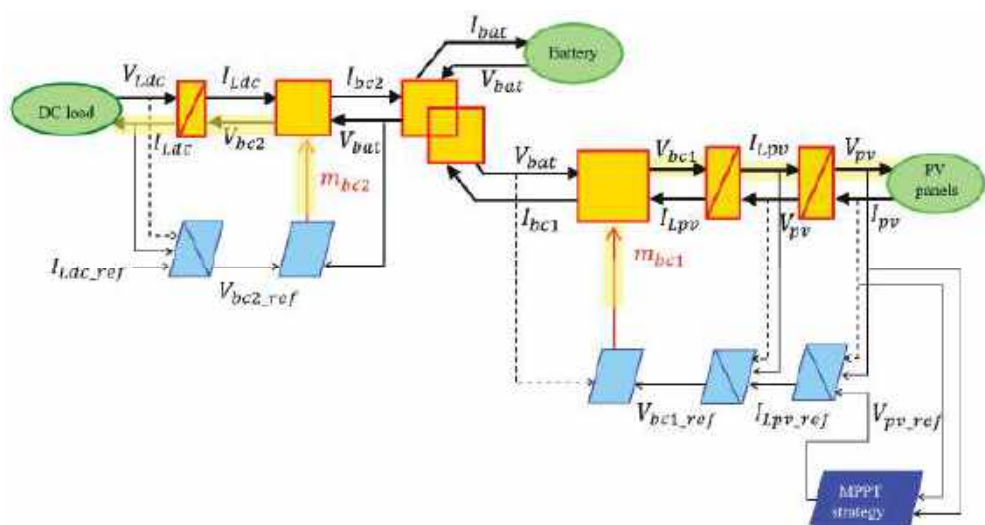 I_bat
Battery
V_bat
V_Ldc
I_Ldc
I_bc2
DC load
I_Ldc
V_bc2
V_bat
m_bc2
V_bat
V_bc1
I_Lpv
V_pv
PV
panels
I_bc1
I_Lpv
V_pv
I_pv
m_bc1
I_Ldc_ref
V_bc2_ref
V_bc1_ref
I_Lpv_ref
V_pv_ref
MPPT
strategy